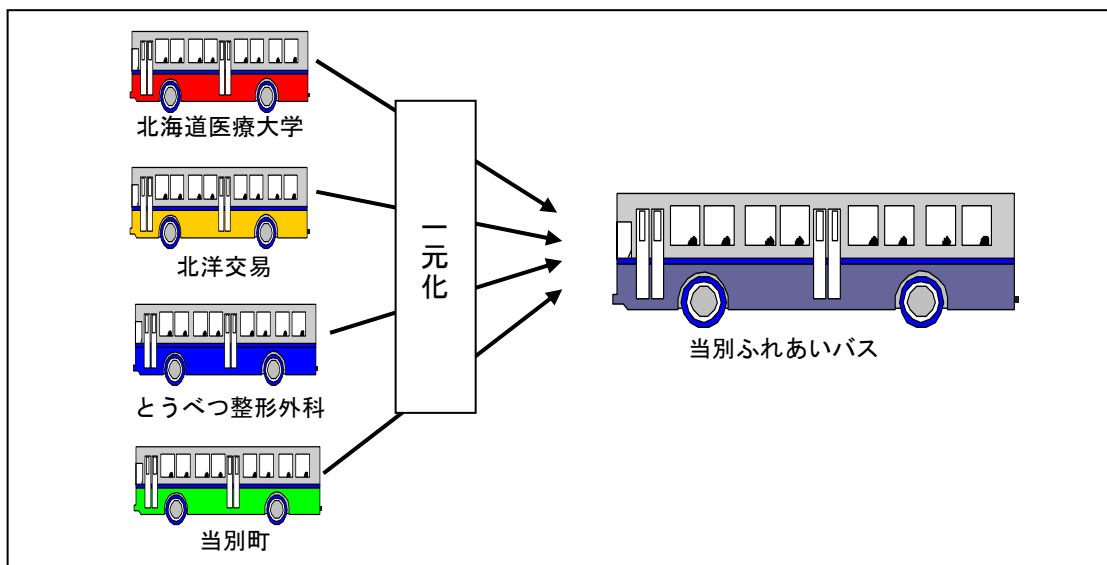 北海道医療大学
北洋交易
とうべつ整形外科
当別町
一元化
当別ふれあいバス